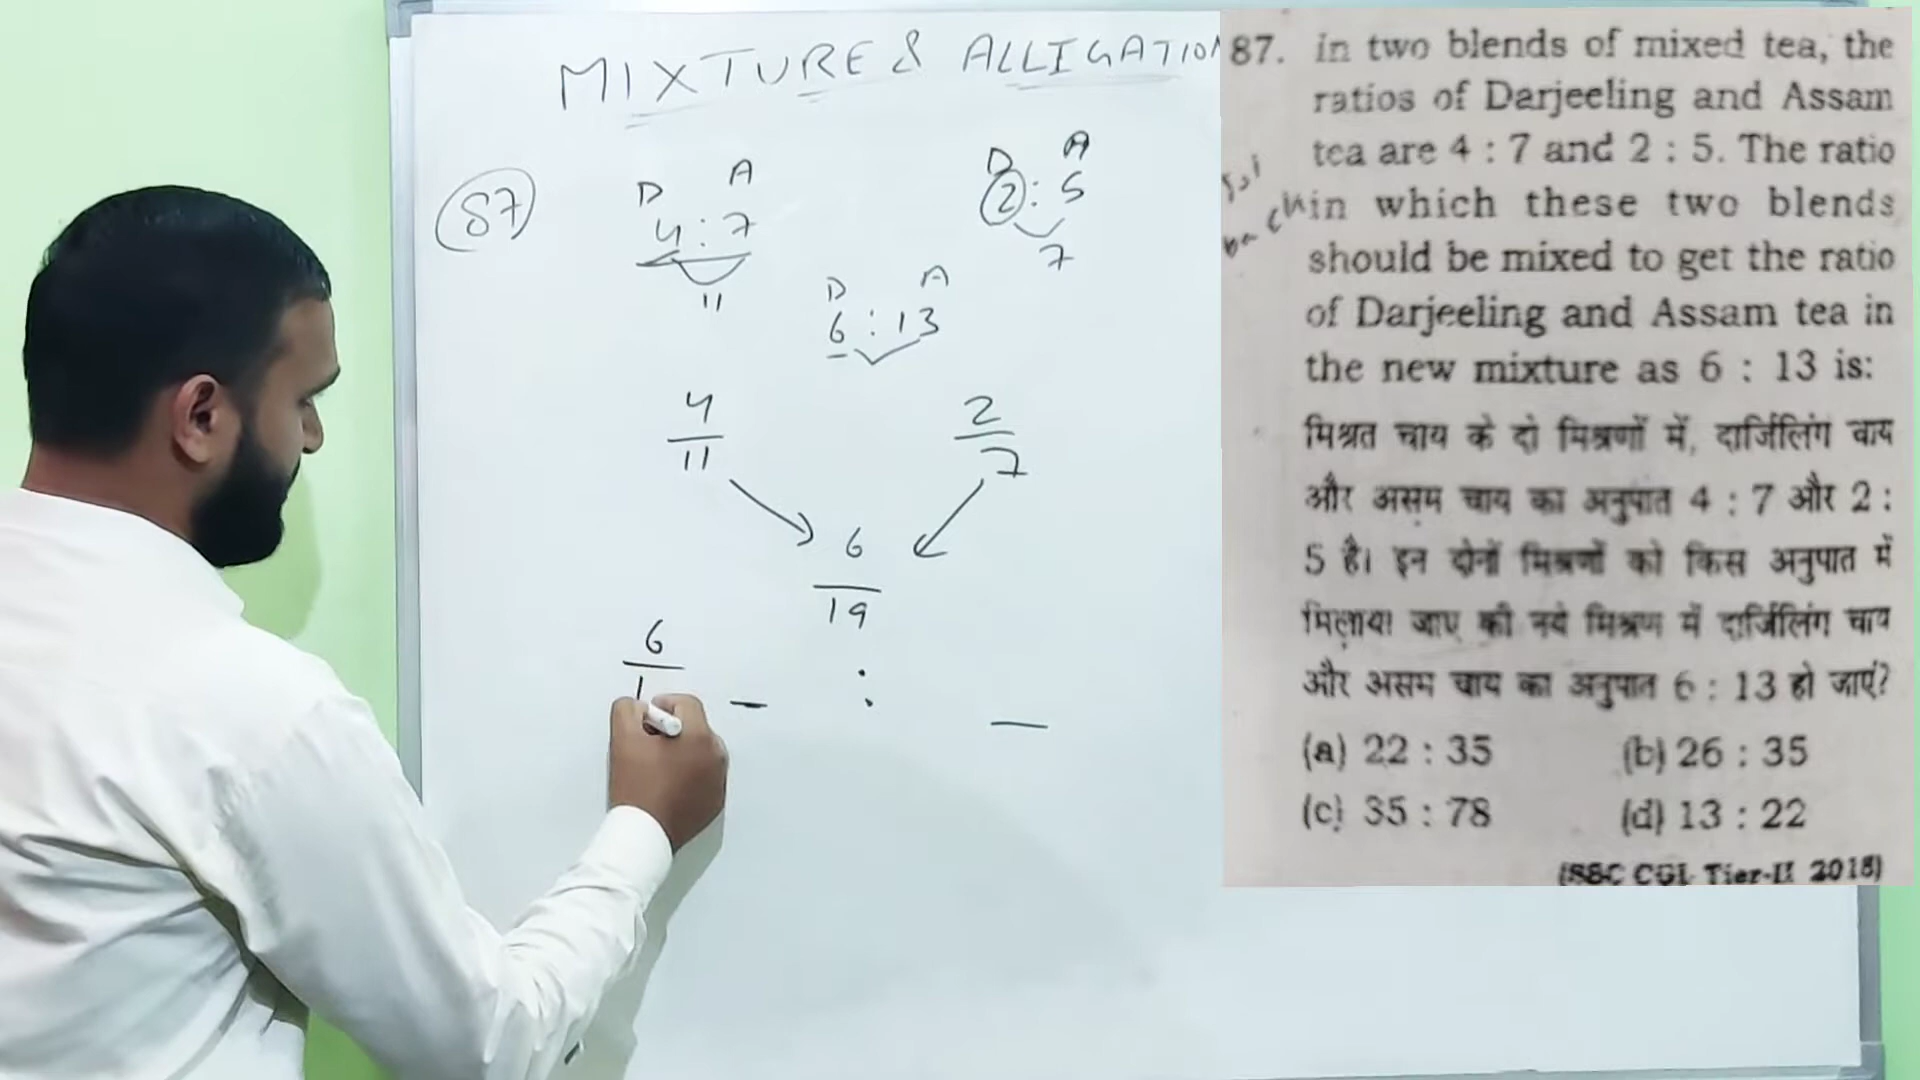 MIXTURE & ALLIGATION
87
D A
4 : 7
11
D A
2 : 5
7
D A
6 : 13
4
11
2
7
6
19
6
1 –
:
—
87. in two blends of mixed tea, the
ratios of Darjeeling and Assam
tea are 4 : 7 and 2 : 5. The ratio
in which these two blends
should be mixed to get the ratio
of Darjeeling and Assam tea in
the new mixture as 6 : 13 is:
मिश्रत चाय के दो मिश्रणों में, दार्जिलिंग चाय
और असम चाय का अनुपात 4 : 7 और 2 :
5 है। इन दोनों मिश्रणों को किस अनुपात में
मिलाया जाए की नये मिश्रण में दार्जिलिंग चाय
और असम चाय का अनुपात 6 : 13 हो जाएं?
(a) 22 : 35 (b) 26 : 35
(c) 35 : 78 (d) 13 : 22
(SSC CGL Tier-II 2018)